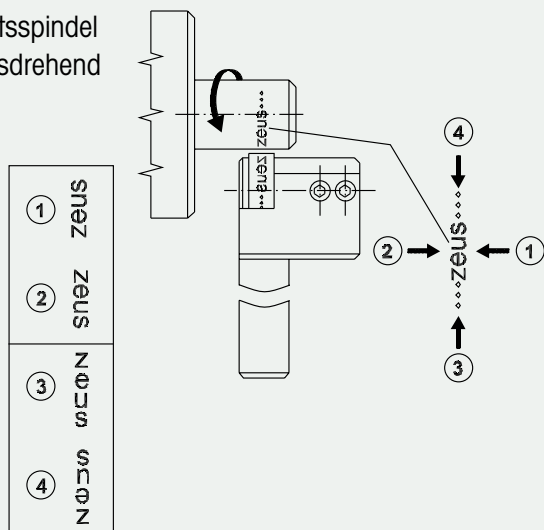 tsspindel
sdrehend
zeus
zeus
4
1 zeus
2 zeus
3 zeus
4 zeus
2 zeus 1
3